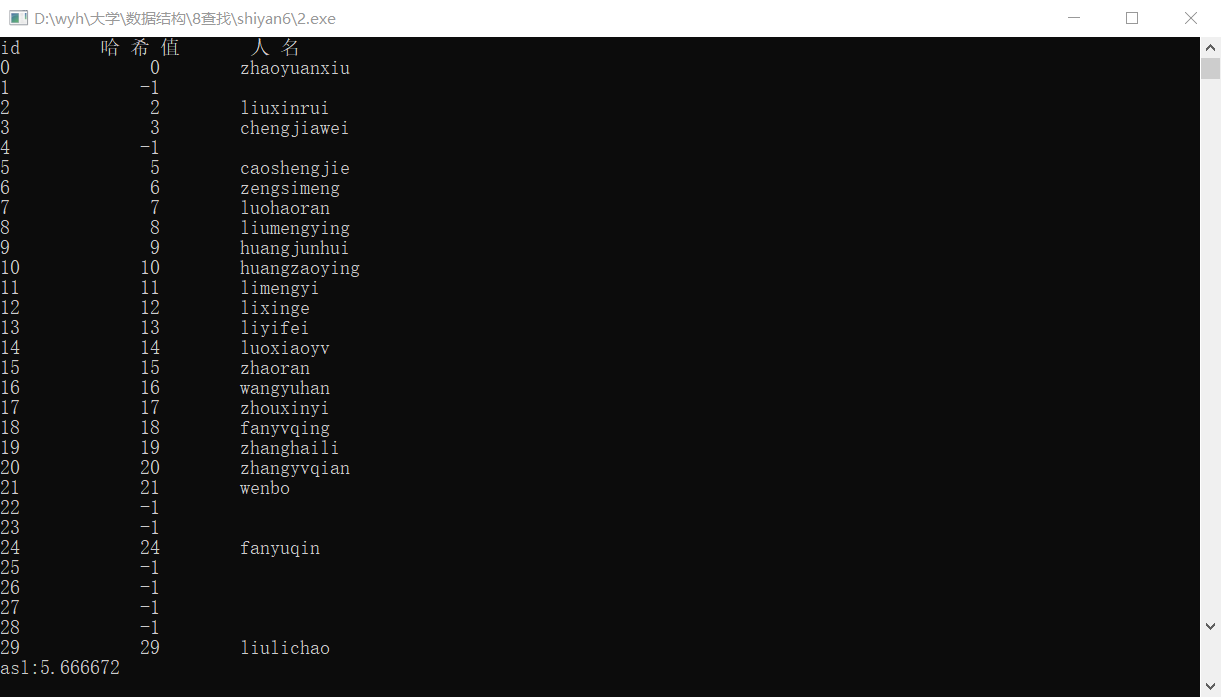 D:\wyh\大学\数据结构\8查找\shiyan6\2.exe
id 哈 希 值 人 名
0 0 zhaoyuanxiu
1 -1
2 2 liuxinrui
3 3 chengjiawei
4 -1
5 5 caoshengjie
6 6 zengsimeng
7 7 luohaoran
8 8 liumengying
9 9 huangjunhui
10 10 huangzaoying
11 11 limengyi
12 12 lixinge
13 13 liyifei
14 14 luoxiaoyv
15 15 zhaoran
16 16 wangyuhan
17 17 zhouxinyi
18 18 fanyvqing
19 19 zhanghaili
20 20 zhangyvqian
21 21 wenbo
22 -1
23 -1
24 24 fanyuqin
25 -1
26 -1
27 -1
28 -1
29 29 liulichao
asl:5.666672